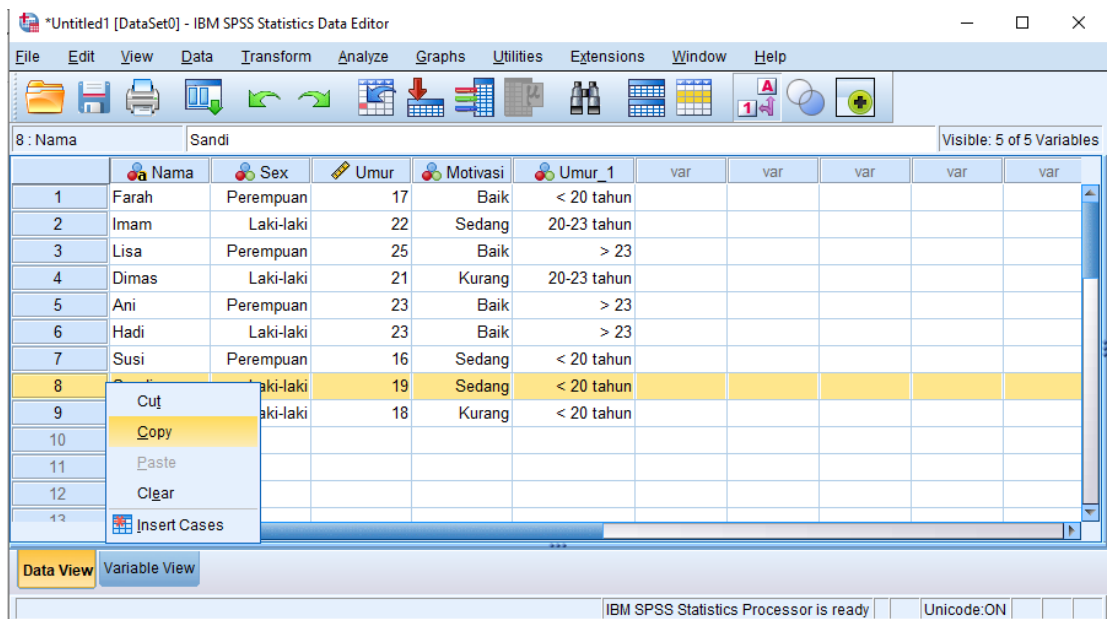 *Untitled1 [DataSet0] - IBM SPSS Statistics Data Editor
File Edit View Data Transform Analyze Graphs Utilities Extensions Window Help
8 : Nama Sandi Visible: 5 of 5 Variables
Nama Sex Umur Motivasi Umur_1 var var var var var
1 Farah Perempuan 17 Baik < 20 tahun
2 Imam Laki-laki 22 Sedang 20-23 tahun
3 Lisa Perempuan 25 Baik > 23
4 Dimas Laki-laki 21 Kurang 20-23 tahun
5 Ani Perempuan 23 Baik > 23
6 Hadi Laki-laki 23 Baik > 23
7 Susi Perempuan 16 Sedang < 20 tahun
8 aki-laki 19 Sedang < 20 tahun
9 aki-laki 18 Kurang < 20 tahun
10
11
12
13
Cut
Copy
Paste
Clear
Insert Cases
Data View Variable View
IBM SPSS Statistics Processor is ready Unicode:ON